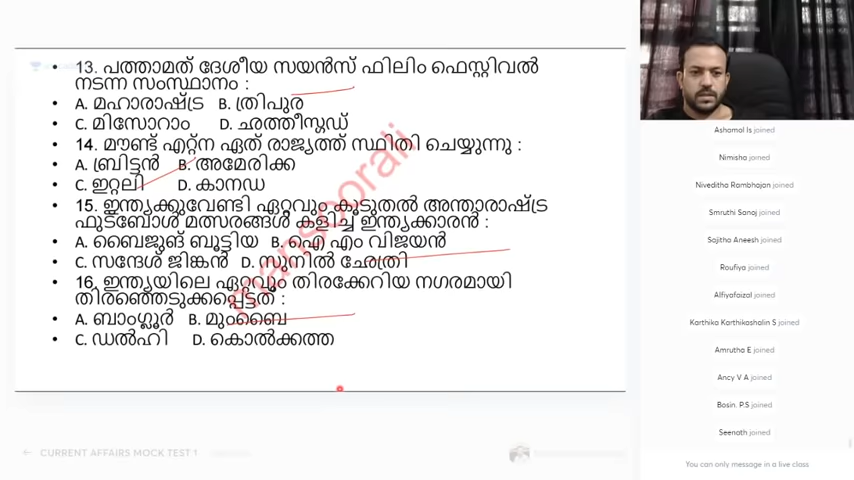 13. പത്താമത് ദേശീയ സയൻസ് ഫിലിം ഫെസ്റ്റിവൽ
നടന്ന സംസ്ഥാനം :
A. മഹാരാഷ്ട്ര B. ത്രിപുര
C. മിസോറാം D. ഛത്തീസ്ഗഡ്
14. മൗണ്ട് എറ്റ്ന ഏത് രാജ്യത്ത് സ്ഥിതി ചെയ്യുന്നു :
A. ബ്രിട്ടൻ B. അമേരിക്ക
C. ഇറ്റലി D. കാനഡ
15. ഇന്ത്യക്കുവേണ്ടി ഏറ്റവും കൂടുതൽ അന്താരാഷ്ട്ര
ഫുട്ബോൾ മത്സരങ്ങൾ കളിച്ച ഇന്ത്യക്കാരൻ :
A. ബൈജുങ് ബൂട്ടിയ B. ഐ എം വിജയൻ
C. സന്ദേശ് ജിങ്കൻ D. സുനിൽ ഛേത്രി
16. ഇന്ത്യയിലെ ഏറ്റവും തിരക്കേറിയ നഗരമായി
തിരഞ്ഞെടുക്കപ്പെട്ടത് :
A. ബാംഗ്ലൂർ B. മുംബൈ
C. ഡൽഹി D. കൊൽക്കത്ത
mansoorali
CURRENT AFFAIRS MOCK TEST 1
Ashamol ls joined
Nimisha joined
Niveditha Rambhajan joined
Smruthi Sanoj joined
Sajitha Aneesh joined
Roufiya joined
Alfiyafaizal joined
Karthika Karthikashalin S joined
Amrutha E joined
Ancy V A joined
Bosin. P.S joined
Seenath joined
You can only message in a live class